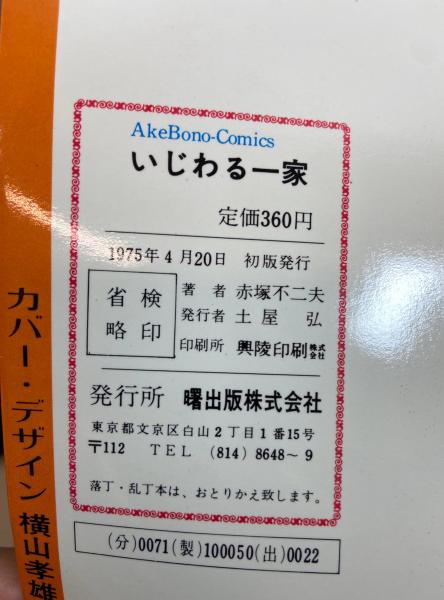 AkeBono-Comics
いじわる一家
定価360円
1975年4月20日 初版発行
検印
省略
著者 赤塚不二夫
発行者 土屋 弘
印刷所 興陵印刷株式会社
発行所 曙出版株式会社
東京都文京区白山2丁目1番15号
〒112 TEL (814) 8648〜9
落丁・乱丁本は、おとりかえ致します。
(分)0071(製)100050(出)0022
カバー・デザイン 横山孝雄